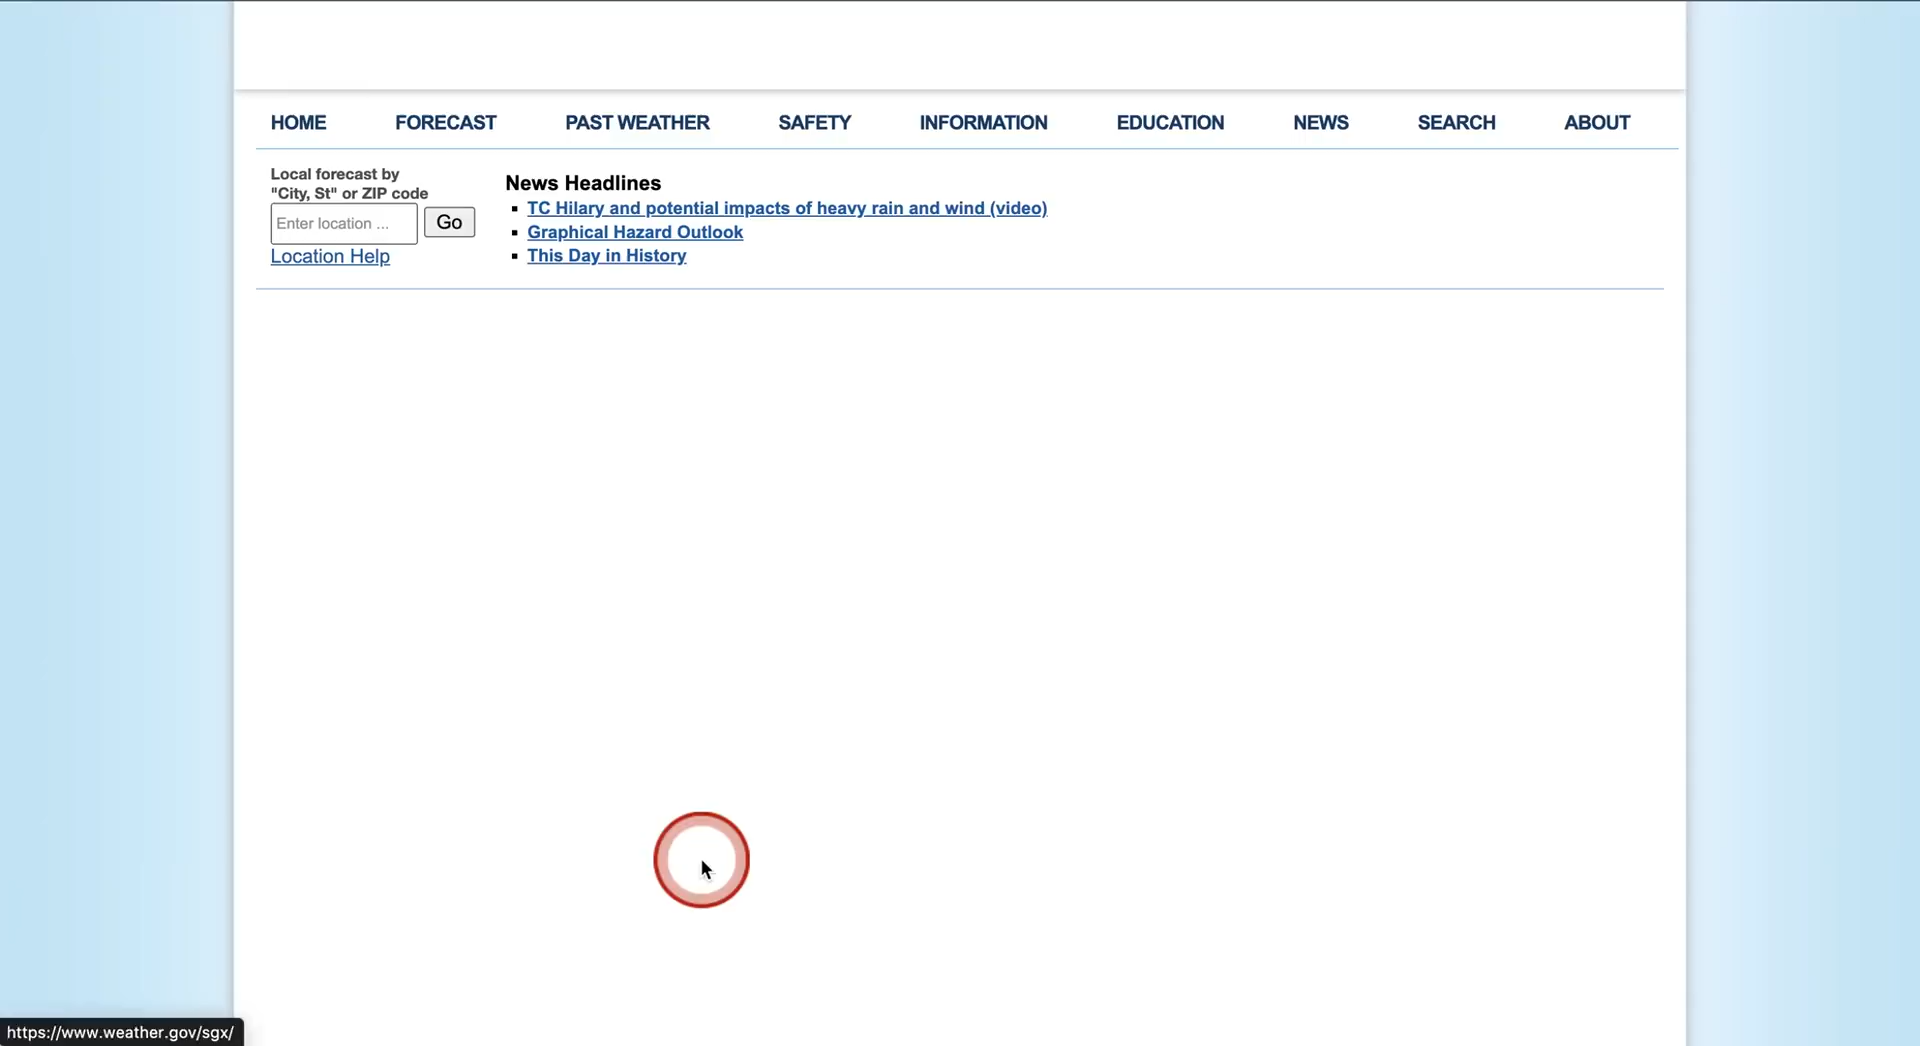 HOME FORECAST PAST WEATHER SAFETY INFORMATION EDUCATION NEWS SEARCH ABOUT
Local forecast by
"City, St" or ZIP code
Enter location ... Go
Location Help
News Headlines
TC Hilary and potential impacts of heavy rain and wind (video)
Graphical Hazard Outlook
This Day in History
https://www.weather.gov/sgx/